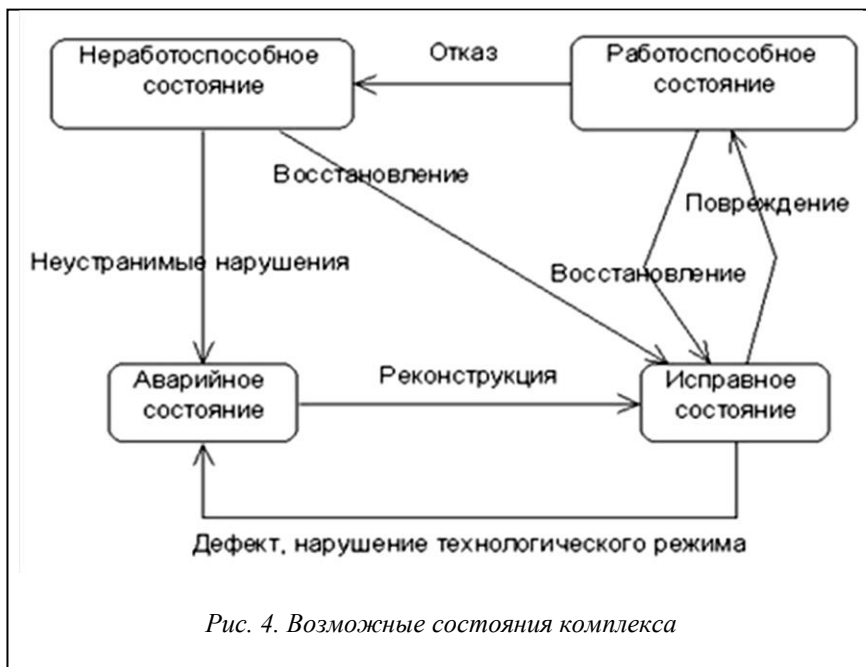 Неработоспособное
состояние
Отказ
Работоспособное
состояние
Восстановление
Повреждение
Неустранимые нарушения
Восстановление
Аварийное
состояние
Реконструкция
Исправное
состояние
Дефект, нарушение технологического режима
Рис. 4. Возможные состояния комплекса